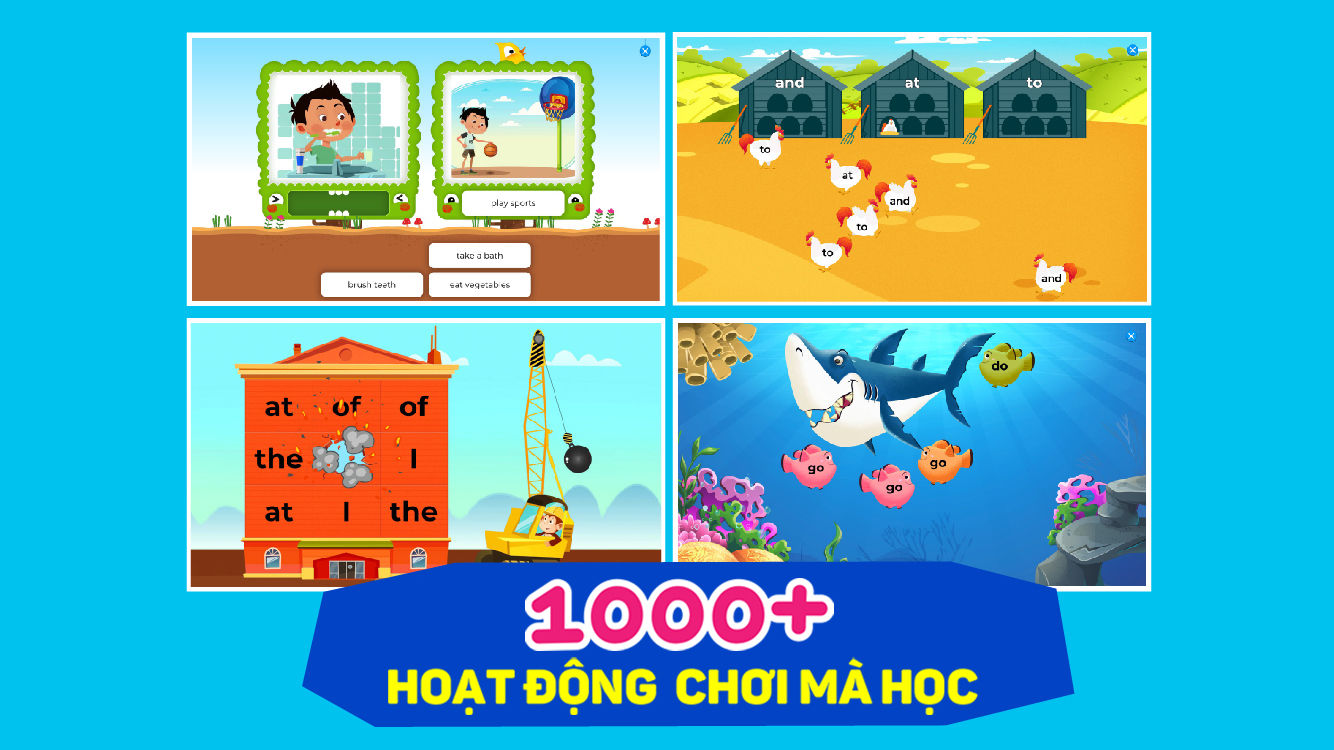 play sports
take a bath
brush teeth
eat vegetables
and
at
to
to
at
and
to
to
and
at of of
the I
at I the
do
go
go
go
1000+
HOẠT ĐỘNG CHƠI MÀ HỌC